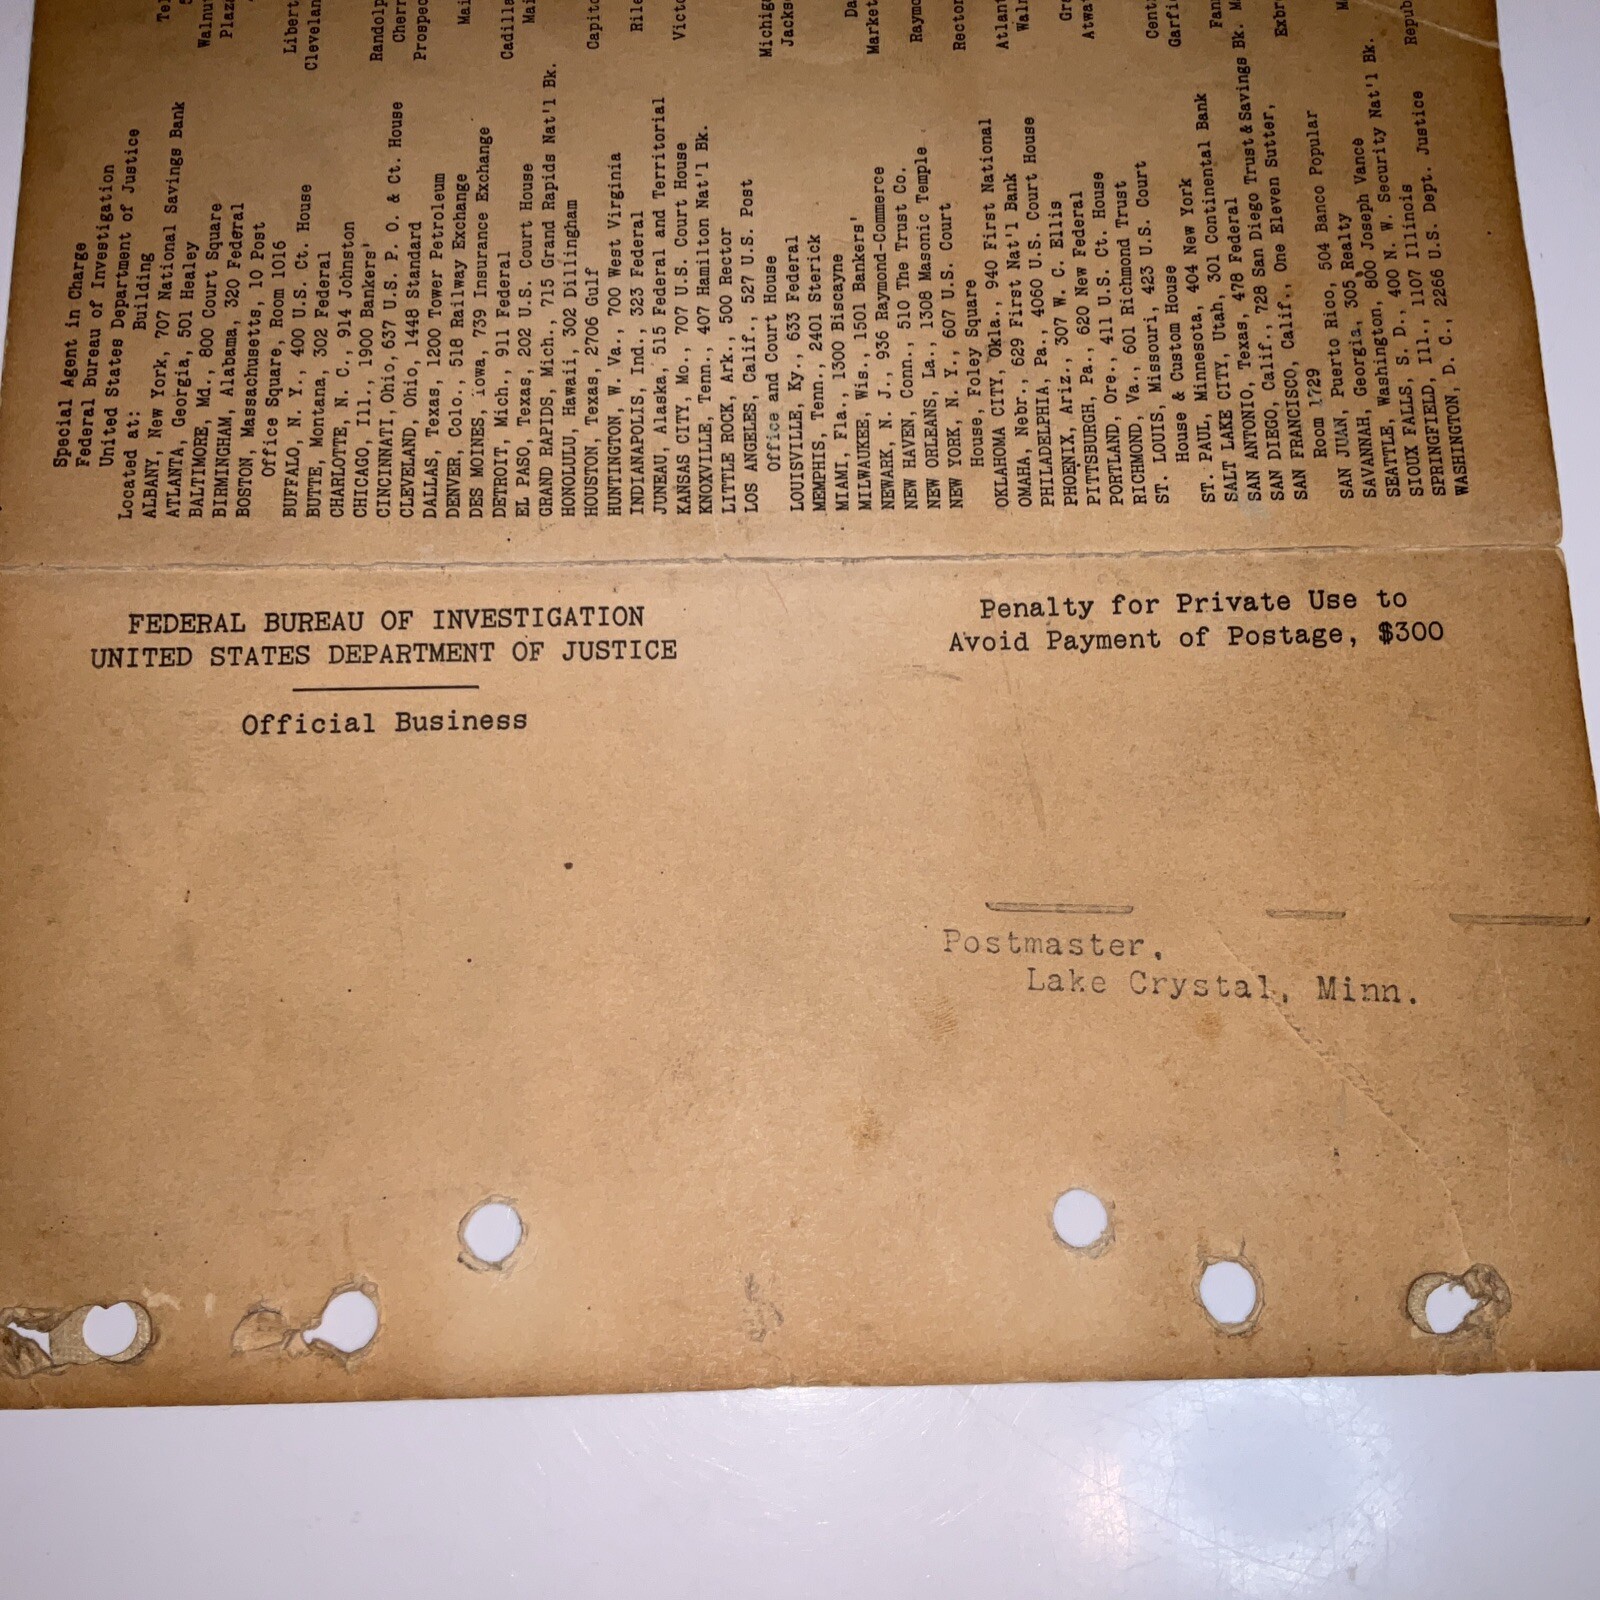 Special Agent in Charge
Federal Bureau of Investigation
United States Department of Justice
Located at: Building
ALBANY, New York, 707 National Savings Bank
ATLANTA, Georgia, 501 Healey
BALTIMORE, Md., 800 Court Square
BIRMINGHAM, Alabama, 320 Federal
BOSTON, Massachusetts, 10 Post
Office Square, Room 1016
BUFFALO, N. Y., 400 U.S. Ct. House
BUTTE, Montana, 302 Federal
CHARLOTTE, N. C., 914 Johnston
CHICAGO, Ill., 1900 Bankers'
CINCINNATI, Ohio, 637 U.S. P. O. & Ct. House
CLEVELAND, Ohio, 1448 Standard
DALLAS, Texas, 1200 Tower Petroleum
DENVER, Colo., 518 Railway Exchange
DES MOINES, Iowa, 739 Insurance Exchange
DETROIT, Mich., 911 Federal
EL PASO, Texas, 202 U.S. Court House
GRAND RAPIDS, Mich., 715 Grand Rapids Nat'l Bk.
HONOLULU, Hawaii, 302 Dillingham
HOUSTON, Texas, 2706 Gulf
HUNTINGTON, W. Va., 700 West Virginia
INDIANAPOLIS, Ind., 323 Federal
JUNEAU, Alaska, 515 Federal and Territorial
KANSAS CITY, Mo., 707 U.S. Court House
KNOXVILLE, Tenn., 407 Hamilton Nat'l Bk.
LITTLE ROCK, Ark., 500 Rector
LOS ANGELES, Calif., 527 U.S. Post
Office and Court House
LOUISVILLE, Ky., 633 Federal
MEMPHIS, Tenn., 2401 Sterick
MIAMI, Fla., 1300 Biscayne
MILWAUKEE, Wis., 1501 Bankers'
NEWARK, N. J., 936 Raymond-Commerce
NEW HAVEN, Conn., 510 The Trust Co.
NEW ORLEANS, La., 1308 Masonic Temple
NEW YORK, N. Y., 607 U.S. Court
House, Foley Square
OKLAHOMA CITY, Okla., 940 First National
OMAHA, Nebr., 629 First Nat'l Bank
PHILADELPHIA, Pa., 4060 U.S. Court House
PHOENIX, Ariz., 307 W. C. Ellis
PITTSBURGH, Pa., 620 New Federal
PORTLAND, Ore., 411 U.S. Ct. House
RICHMOND, Va., 601 Richmond Trust
ST. LOUIS, Missouri, 423 U.S. Court
House & Custom House
ST. PAUL, Minnesota, 404 New York
SALT LAKE CITY, Utah, 301 Continental Bank
SAN ANTONIO, Texas, 478 Federal
SAN DIEGO, Calif., 728 San Diego Trust & Savings Bk.
SAN FRANCISCO, Calif., One Eleven Sutter,
Room 1729
SAN JUAN, Puerto Rico, 504 Banco Popular
SAVANNAH, Georgia, 305 Realty
SEATTLE, Washington, 800 Joseph Vance
SIOUX FALLS, S. D., 400 N. W. Security Nat'l Bk.
SPRINGFIELD, Ill., 1107 Illinois
WASHINGTON, D. C., 2266 U.S. Dept. Justice
FEDERAL BUREAU OF INVESTIGATION
UNITED STATES DEPARTMENT OF JUSTICE
Official Business
Penalty for Private Use to
Avoid Payment of Postage, $300
Postmaster,
Lake Crystal, Minn.